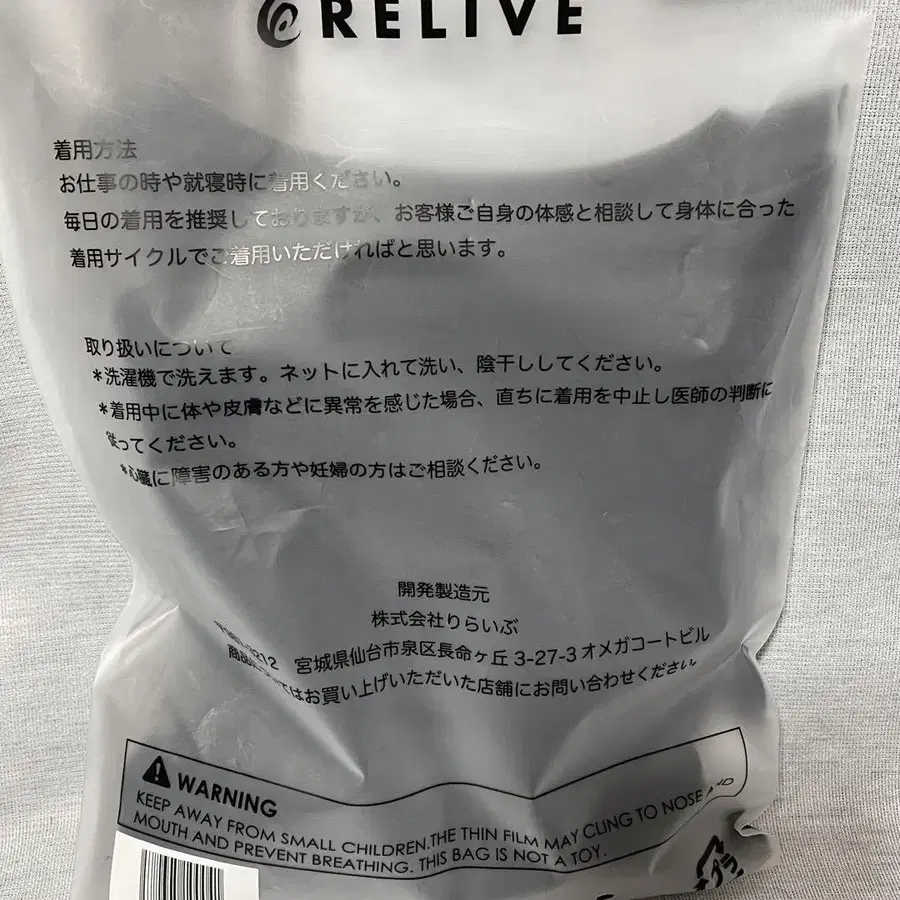 RELIVE
着用方法
お仕事の時や就寝時に着用ください。
毎日の着用を推奨しておりますが、お客様ご自身の体感と相談して身体に合った
着用サイクルでご着用いただければと思います。
取り扱いについて
*洗濯機で洗えます。ネットに入れて洗い、陰干ししてください。
*着用中に体や皮膚などに異常を感じた場合、直ちに着用を中止し医師の判断に
従ってください。
*心臓に障害のある方や妊婦の方はご相談ください。
開発製造元
株式会社りらいぶ
宮城県仙台市泉区長命ヶ丘 3-27-3 オメガコートビル
はお買い上げいただいた店舗にお問い合わせください。
WARNING
KEEP AWAY FROM SMALL CHILDREN.THE THIN FILM MAY CLING TO NOSE AND
MOUTH AND PREVENT BREATHING. THIS BAG IS NOT A TOY.
プラ